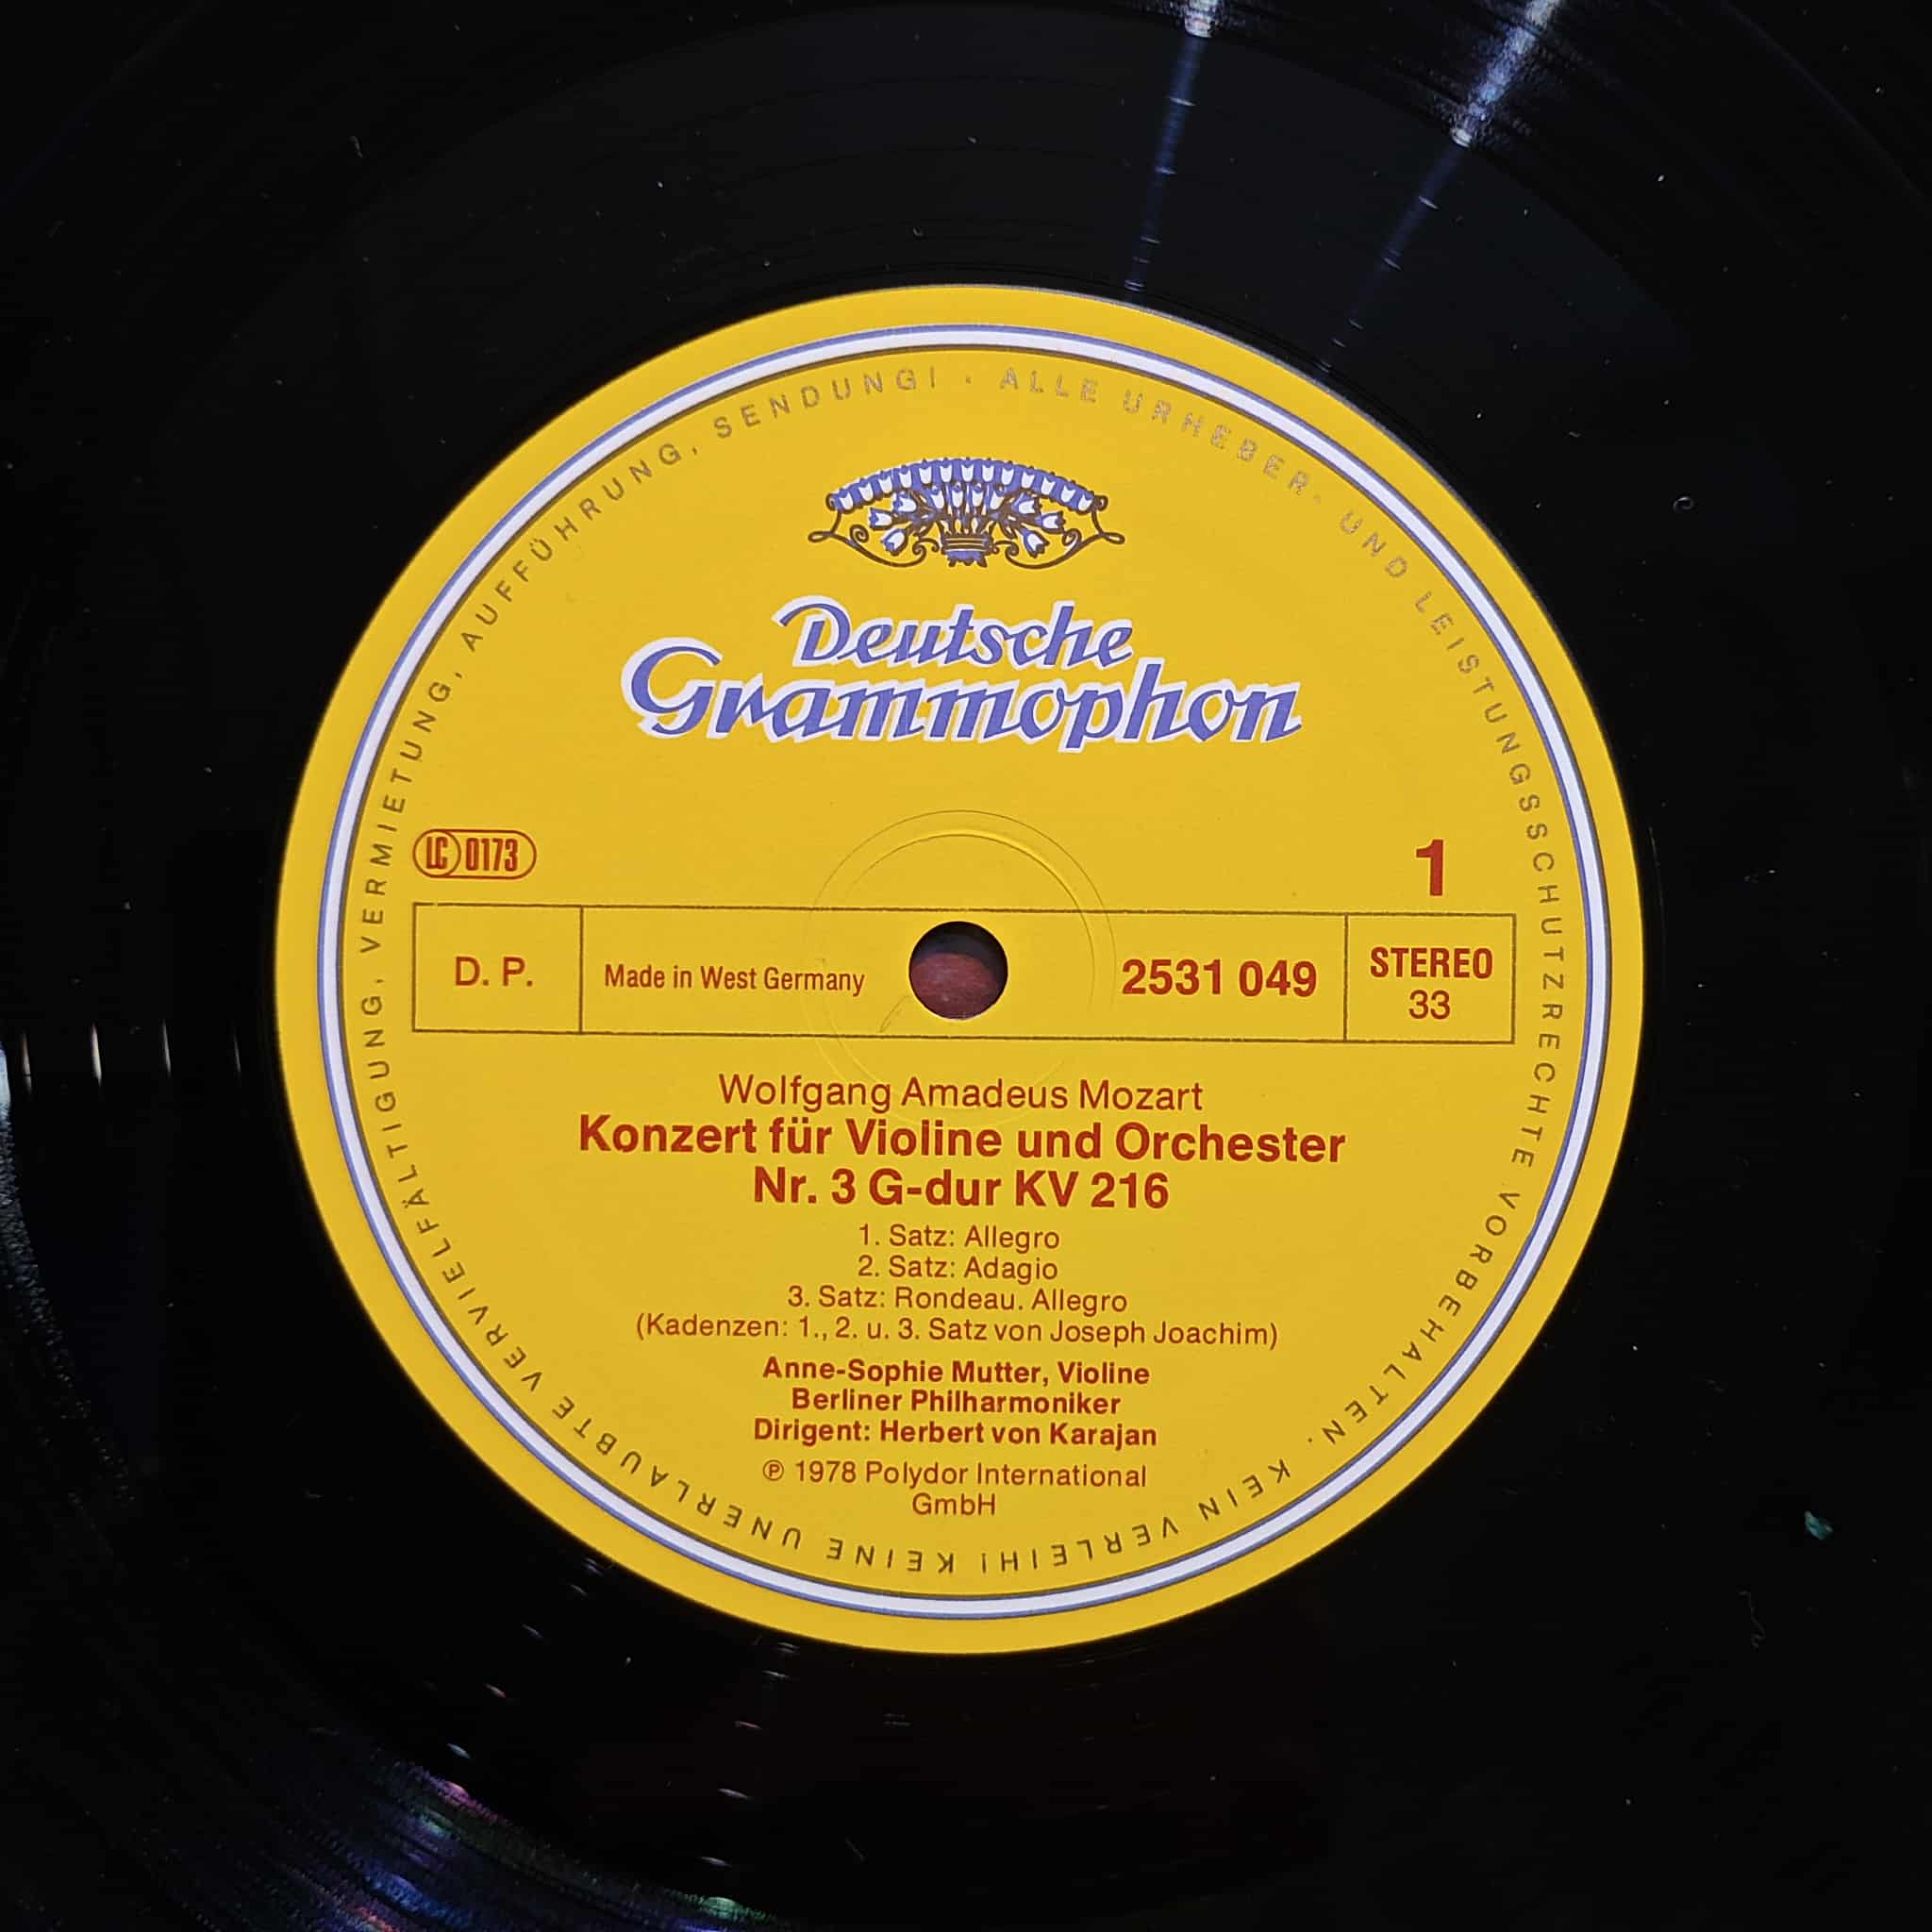 ALLE URHEBER- UND LEISTUNGSSCHUTZRECHTE VORBEHALTEN. KEIN VERLEIH! KEINE UNERLAUBTE VERVIELFÄLTIGUNG, VERMIETUNG, AUFFÜHRUNG, SENDUNG! ·
Deutsche
Grammophon
LC 0173
1
D. P.
Made in West Germany
2531 049
STEREO
33
Wolfgang Amadeus Mozart
Konzert für Violine und Orchester
Nr. 3 G-dur KV 216
1. Satz: Allegro
2. Satz: Adagio
3. Satz: Rondeau. Allegro
(Kadenzen: 1., 2. u. 3. Satz von Joseph Joachim)
Anne-Sophie Mutter, Violine
Berliner Philharmoniker
Dirigent: Herbert von Karajan
℗ 1978 Polydor International
GmbH